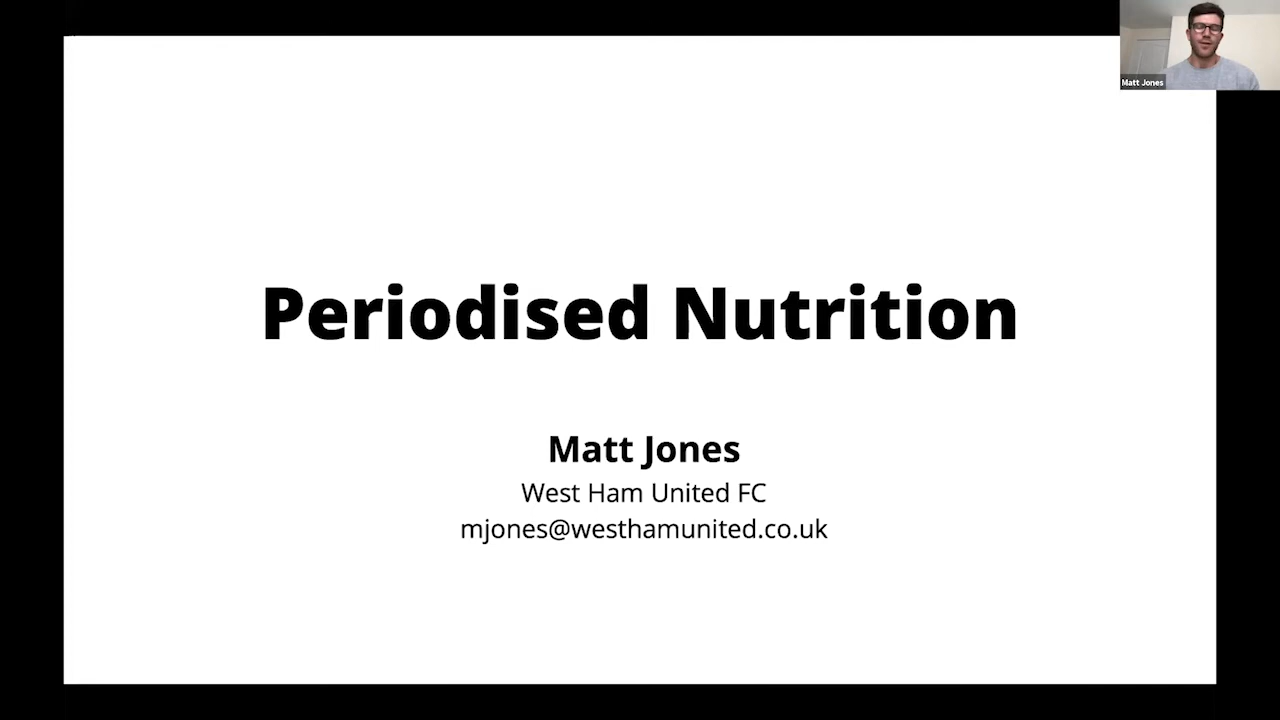 Matt Jones
Periodised Nutrition
Matt Jones
West Ham United FC
mjones@westhamunited.co.uk